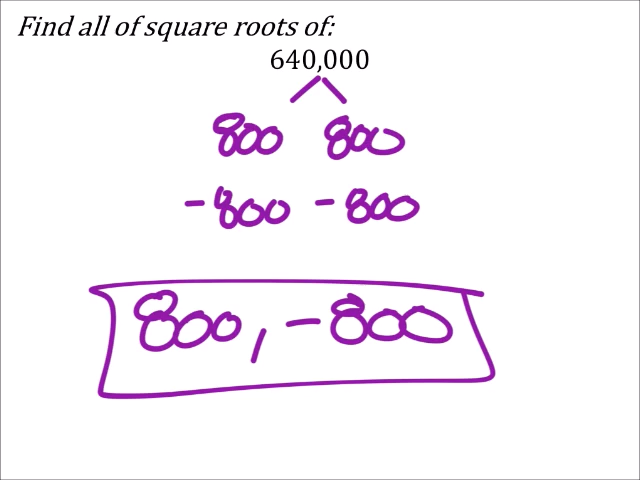 Find all of square roots of:
640,000
800 800
-800 -800
800, -800